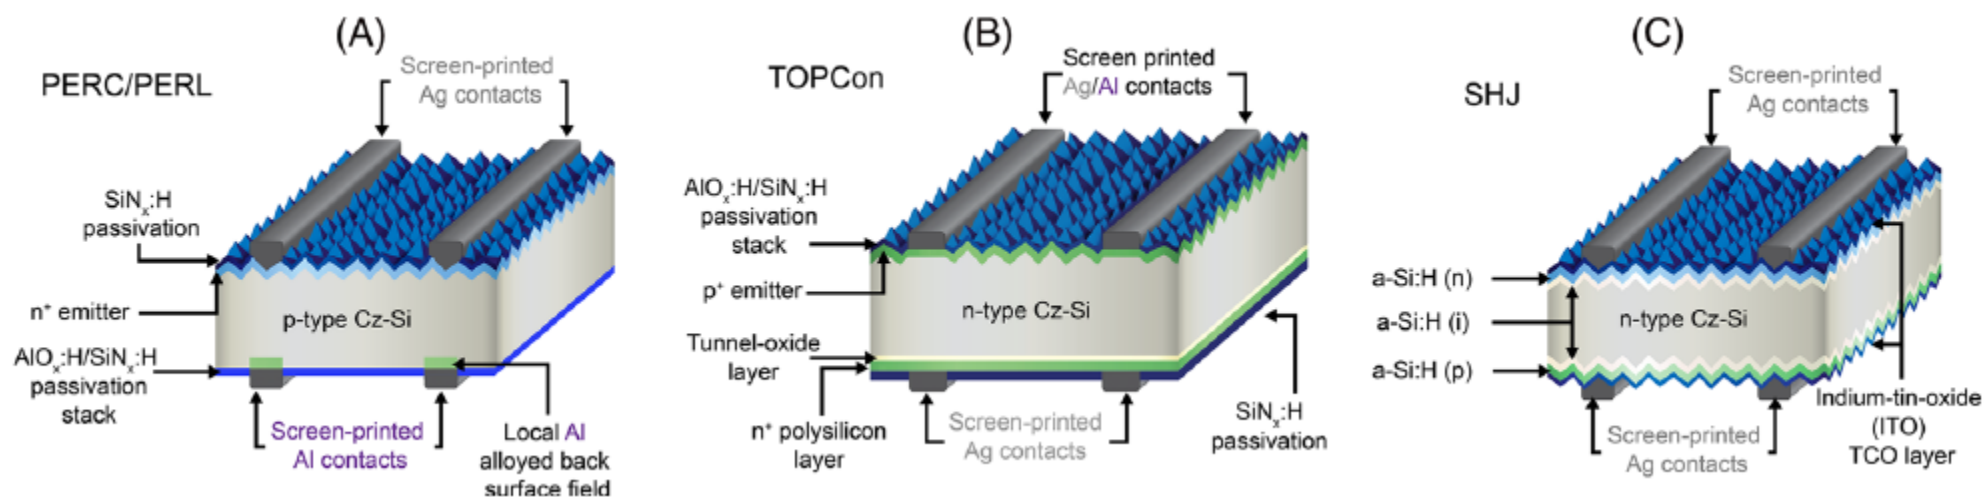 (A)
PERC/PERL
Screen-printed
Ag contacts
SiNₓ:H
passivation
n⁺ emitter
p-type Cz-Si
AlOₓ:H/SiNₓ:H
passivation
stack
Screen-printed
Al contacts
Local Al
alloyed back
surface field
(B)
TOPCon
Screen printed
Ag/Al contacts
AlOₓ:H/SiNₓ:H
passivation
stack
p⁺ emitter
n-type Cz-Si
Tunnel-oxide
layer
n⁺ polysilicon
layer
Screen-printed
Ag contacts
SiNₓ:H
passivation
(C)
SHJ
Screen-printed
Ag contacts
a-Si:H (n)
a-Si:H (i)
a-Si:H (p)
n-type Cz-Si
Screen-printed
Ag contacts
Indium-tin-oxide
(ITO)
TCO layer